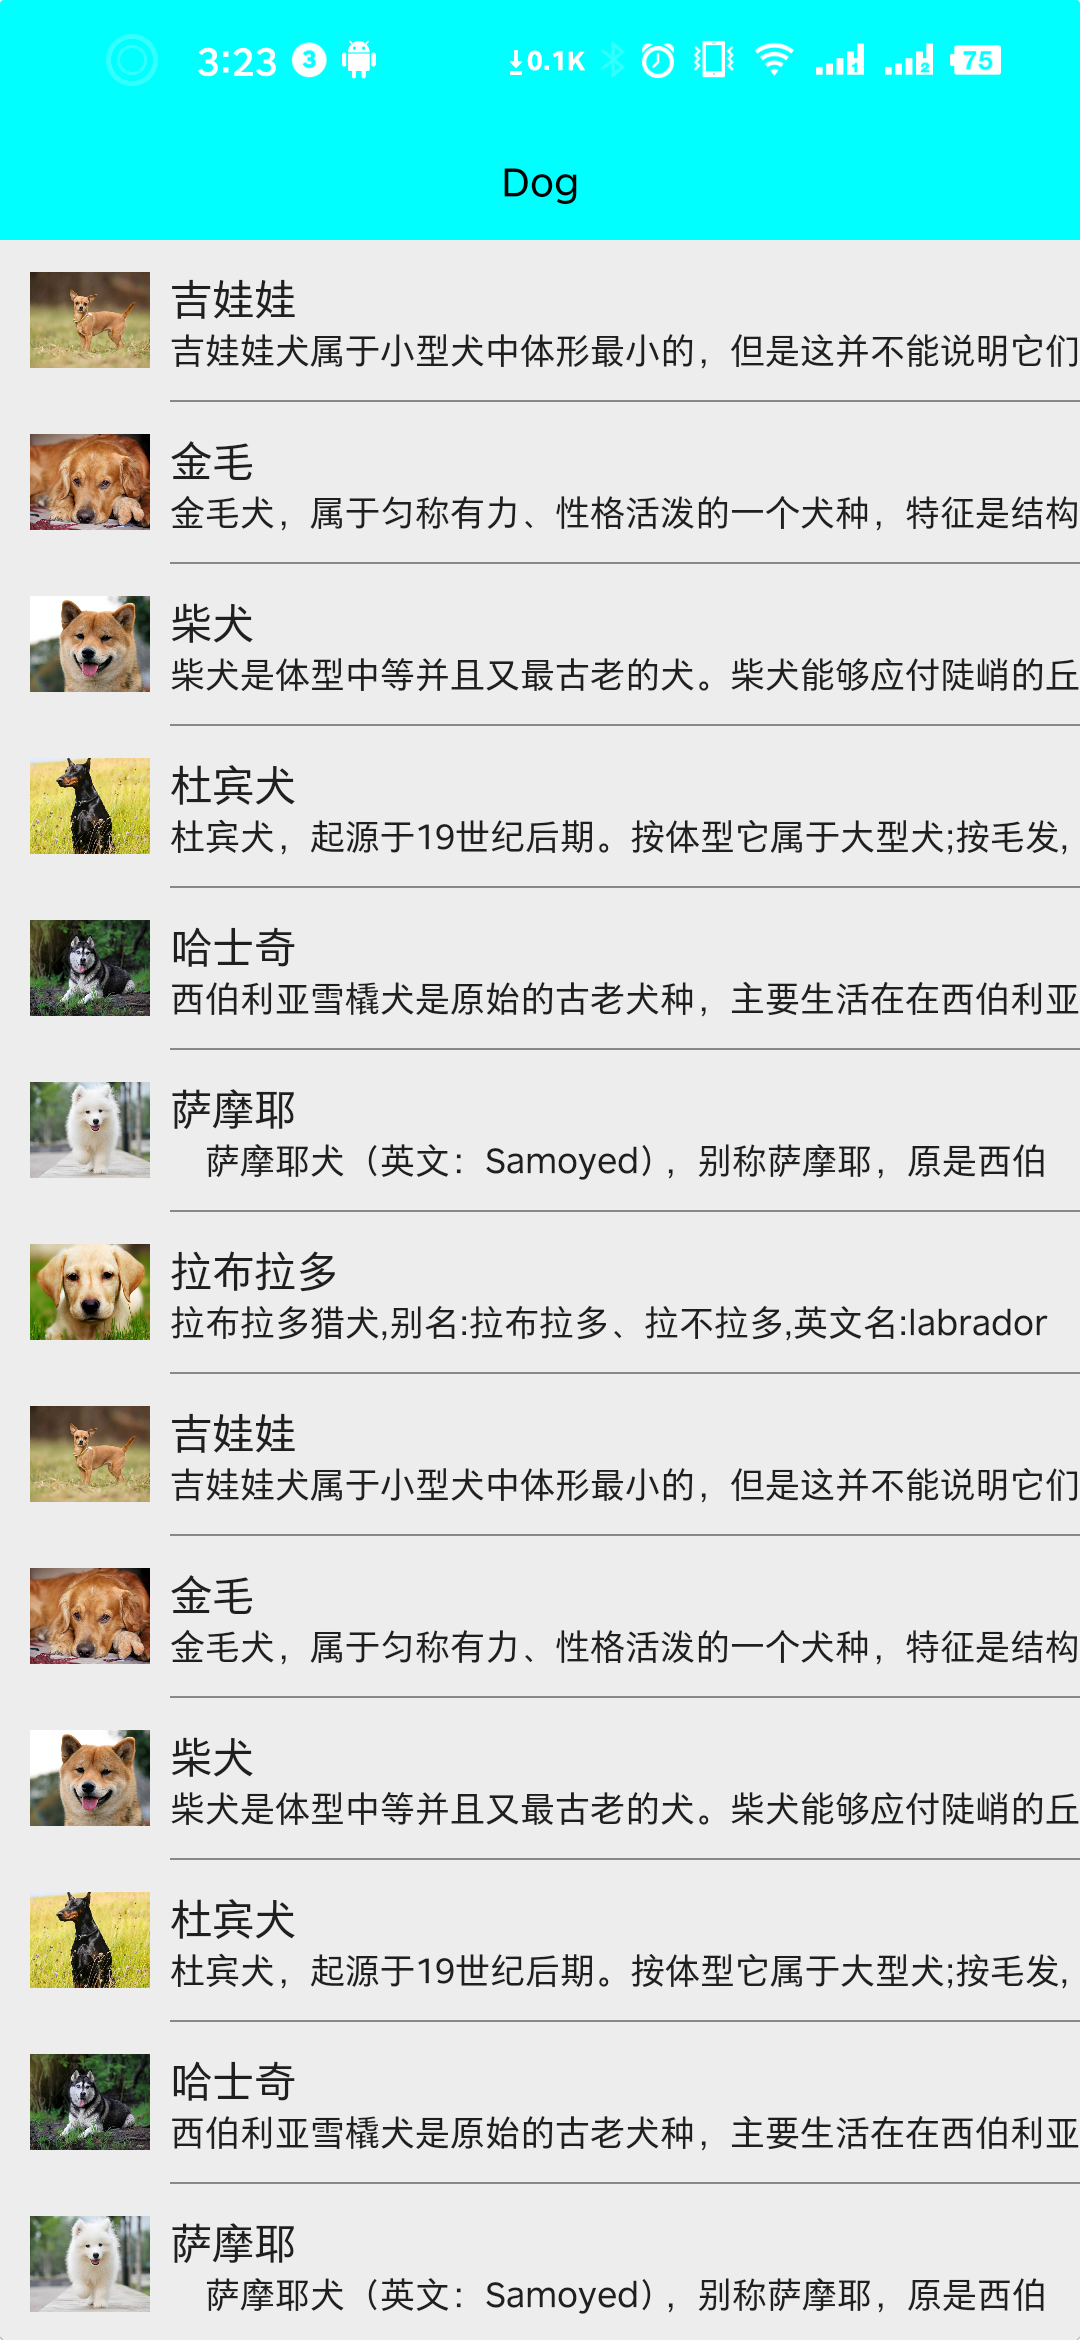 3:23 3 0.1K 1 2 75
Dog
吉娃娃
吉娃娃犬属于小型犬中体形最小的，但是这并不能说明它们
金毛
金毛犬，属于匀称有力、性格活泼的一个犬种，特征是结构
柴犬
柴犬是体型中等并且又最古老的犬。柴犬能够应付陡峭的丘
杜宾犬
杜宾犬，起源于19世纪后期。按体型它属于大型犬;按毛发,
哈士奇
西伯利亚雪橇犬是原始的古老犬种，主要生活在在西伯利亚
萨摩耶
萨摩耶犬（英文：Samoyed），别称萨摩耶，原是西伯
拉布拉多
拉布拉多猎犬,别名:拉布拉多、拉不拉多,英文名:labrador
吉娃娃
吉娃娃犬属于小型犬中体形最小的，但是这并不能说明它们
金毛
金毛犬，属于匀称有力、性格活泼的一个犬种，特征是结构
柴犬
柴犬是体型中等并且又最古老的犬。柴犬能够应付陡峭的丘
杜宾犬
杜宾犬，起源于19世纪后期。按体型它属于大型犬;按毛发,
哈士奇
西伯利亚雪橇犬是原始的古老犬种，主要生活在在西伯利亚
萨摩耶
萨摩耶犬（英文：Samoyed），别称萨摩耶，原是西伯